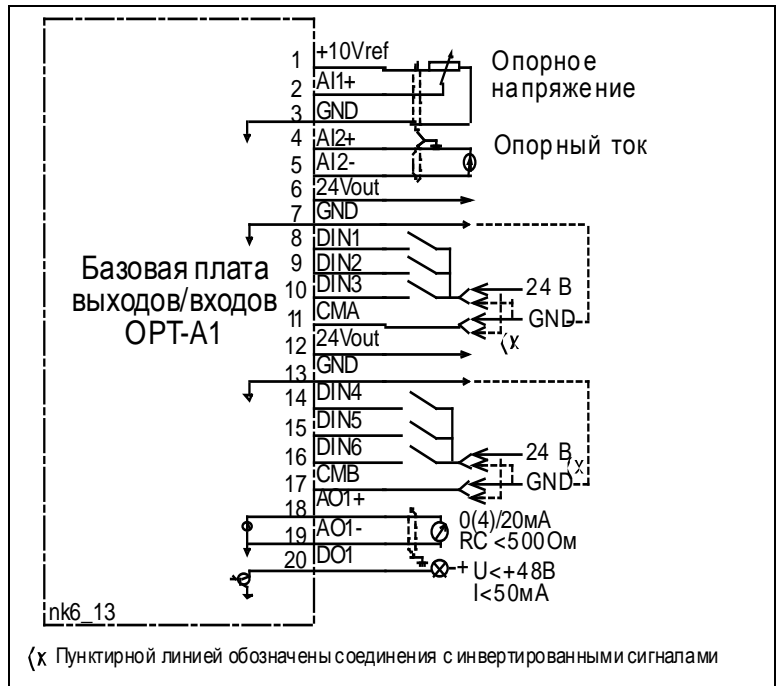 1 +10Vref
2 AI1+
3 GND
4 AI2+
5 AI2-
6 24Vout
7 GND
8 DIN1
9 DIN2
10 DIN3
11 CMA
12 24Vout
13 GND
14 DIN4
15 DIN5
16 DIN6
17 CMB
18 AO1+
19 AO1-
20 DO1
Опорное
напряжение
Опорный ток
Базовая плата
выходов/входов
OPT-A1
24 В
GND
(x
24 В
GND
(x
0(4)/20мА
RC <500Ом
+ U<+48В
I<50мА
nk6_13
(x Пунктирной линией обозначены соединения с инвертированными сигналами